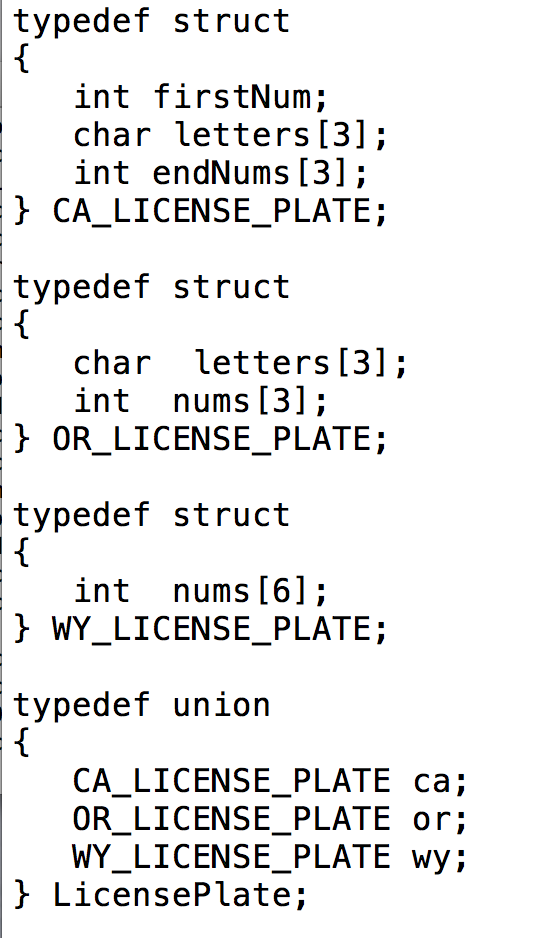 typedef struct
{
   int firstNum;
   char letters[3];
   int endNums[3];
} CA_LICENSE_PLATE;

typedef struct
{
   char  letters[3];
   int  nums[3];
} OR_LICENSE_PLATE;

typedef struct
{
   int  nums[6];
} WY_LICENSE_PLATE;

typedef union
{
   CA_LICENSE_PLATE ca;
   OR_LICENSE_PLATE or;
   WY_LICENSE_PLATE wy;
} LicensePlate;